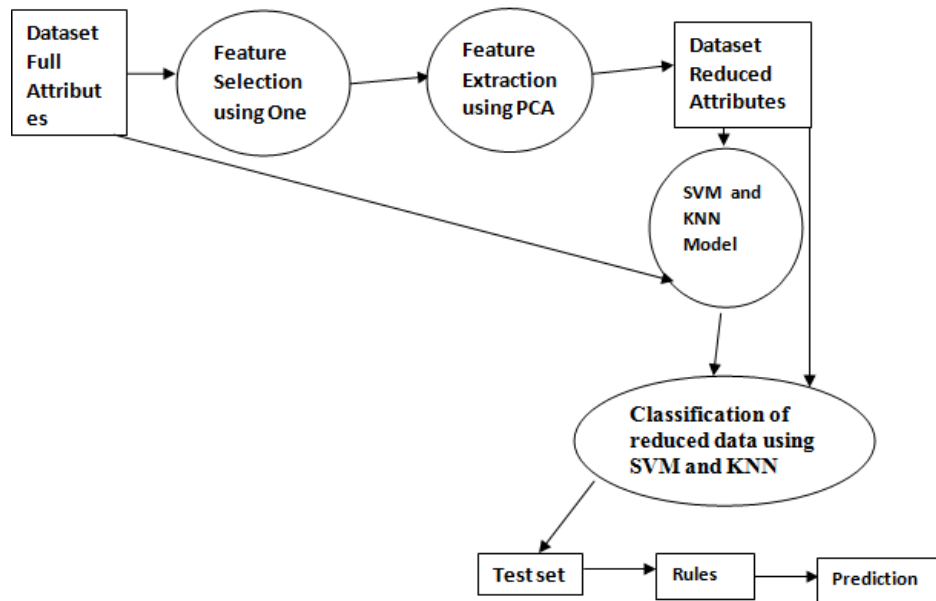 Dataset
Full
Attribut
es
Feature
Selection
using One
Feature
Extraction
using PCA
Dataset
Reduced
Attributes
SVM and
KNN
Model
Classification of
reduced data using
SVM and KNN
Test set
Rules
Prediction